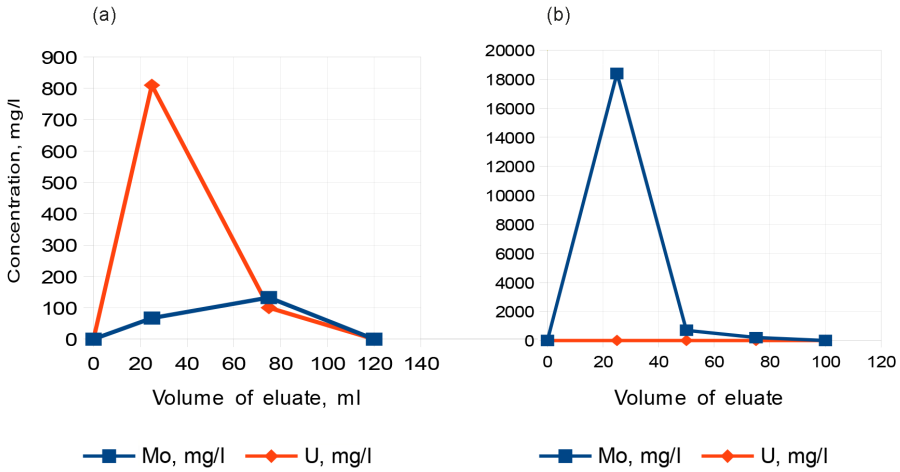 (a)
(b)
Concentration, mg/l
900
800
700
600
500
400
300
200
100
0
0 20 40 60 80 100 120 140
Volume of eluate, ml
Mo, mg/l U, mg/l
20000
18000
16000
14000
12000
10000
8000
6000
4000
2000
0
0 20 40 60 80 100 120
Volume of eluate
Mo, mg/l U, mg/l